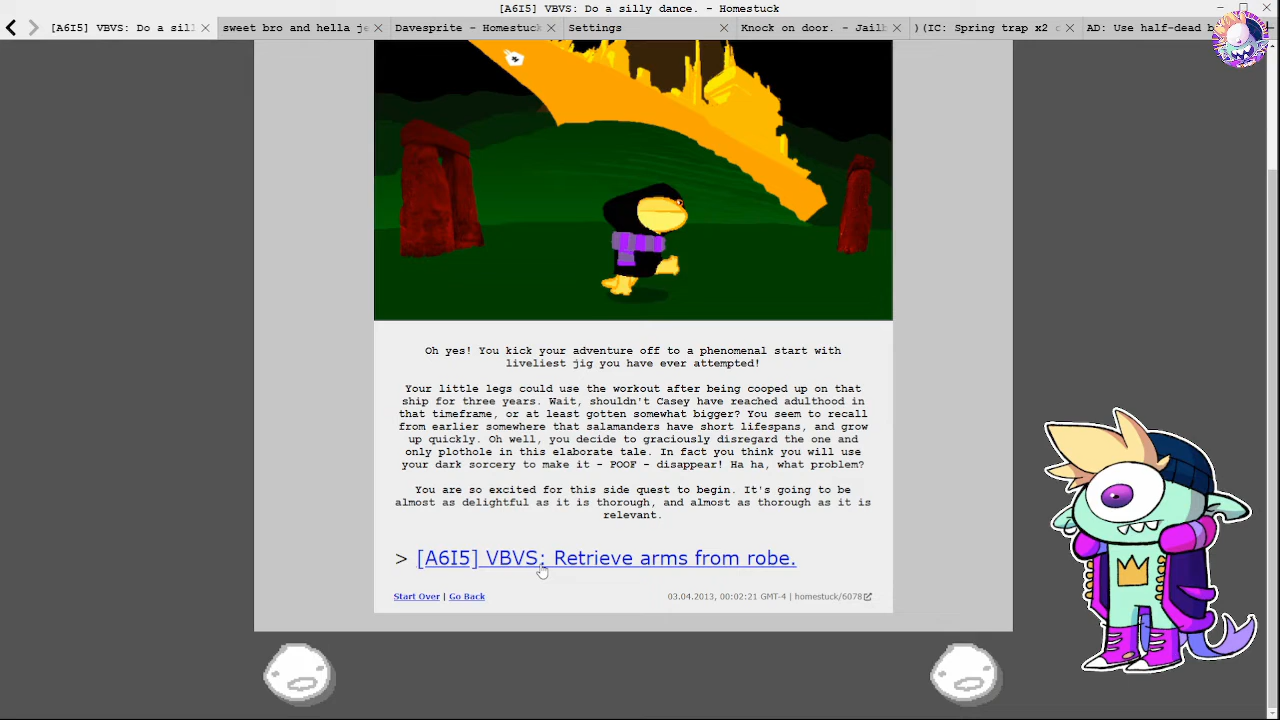 [A6I5] VBVS: Do a silly dance. - Homestuck
[A6I5] VBVS: Do a sil
sweet bro and hella je
Davesprite - Homestuck
Settings
Knock on door. - Jailb
)(IC: Spring trap x2 c
AD: Use half-dead
Oh yes! You kick your adventure off to a phenomenal start with
liveliest jig you have ever attempted!
Your little legs could use the workout after being cooped up on that
ship for three years. Wait, shouldn't Casey have reached adulthood in
that timeframe, or at least gotten somewhat bigger? You seem to recall
from earlier somewhere that salamanders have short lifespans, and grow
up quickly. Oh well, you decide to graciously disregard the one and
only plothole in this elaborate tale. In fact you think you will use
your dark sorcery to make it - POOF - disappear! Ha ha, what problem?
You are so excited for this side quest to begin. It's going to be
almost as delightful as it is thorough, and almost as thorough as it is
relevant.
> [A6I5] VBVS: Retrieve arms from robe.
Start Over | Go Back
03.04.2013, 00:02:21 GMT-4 | homestuck/6078